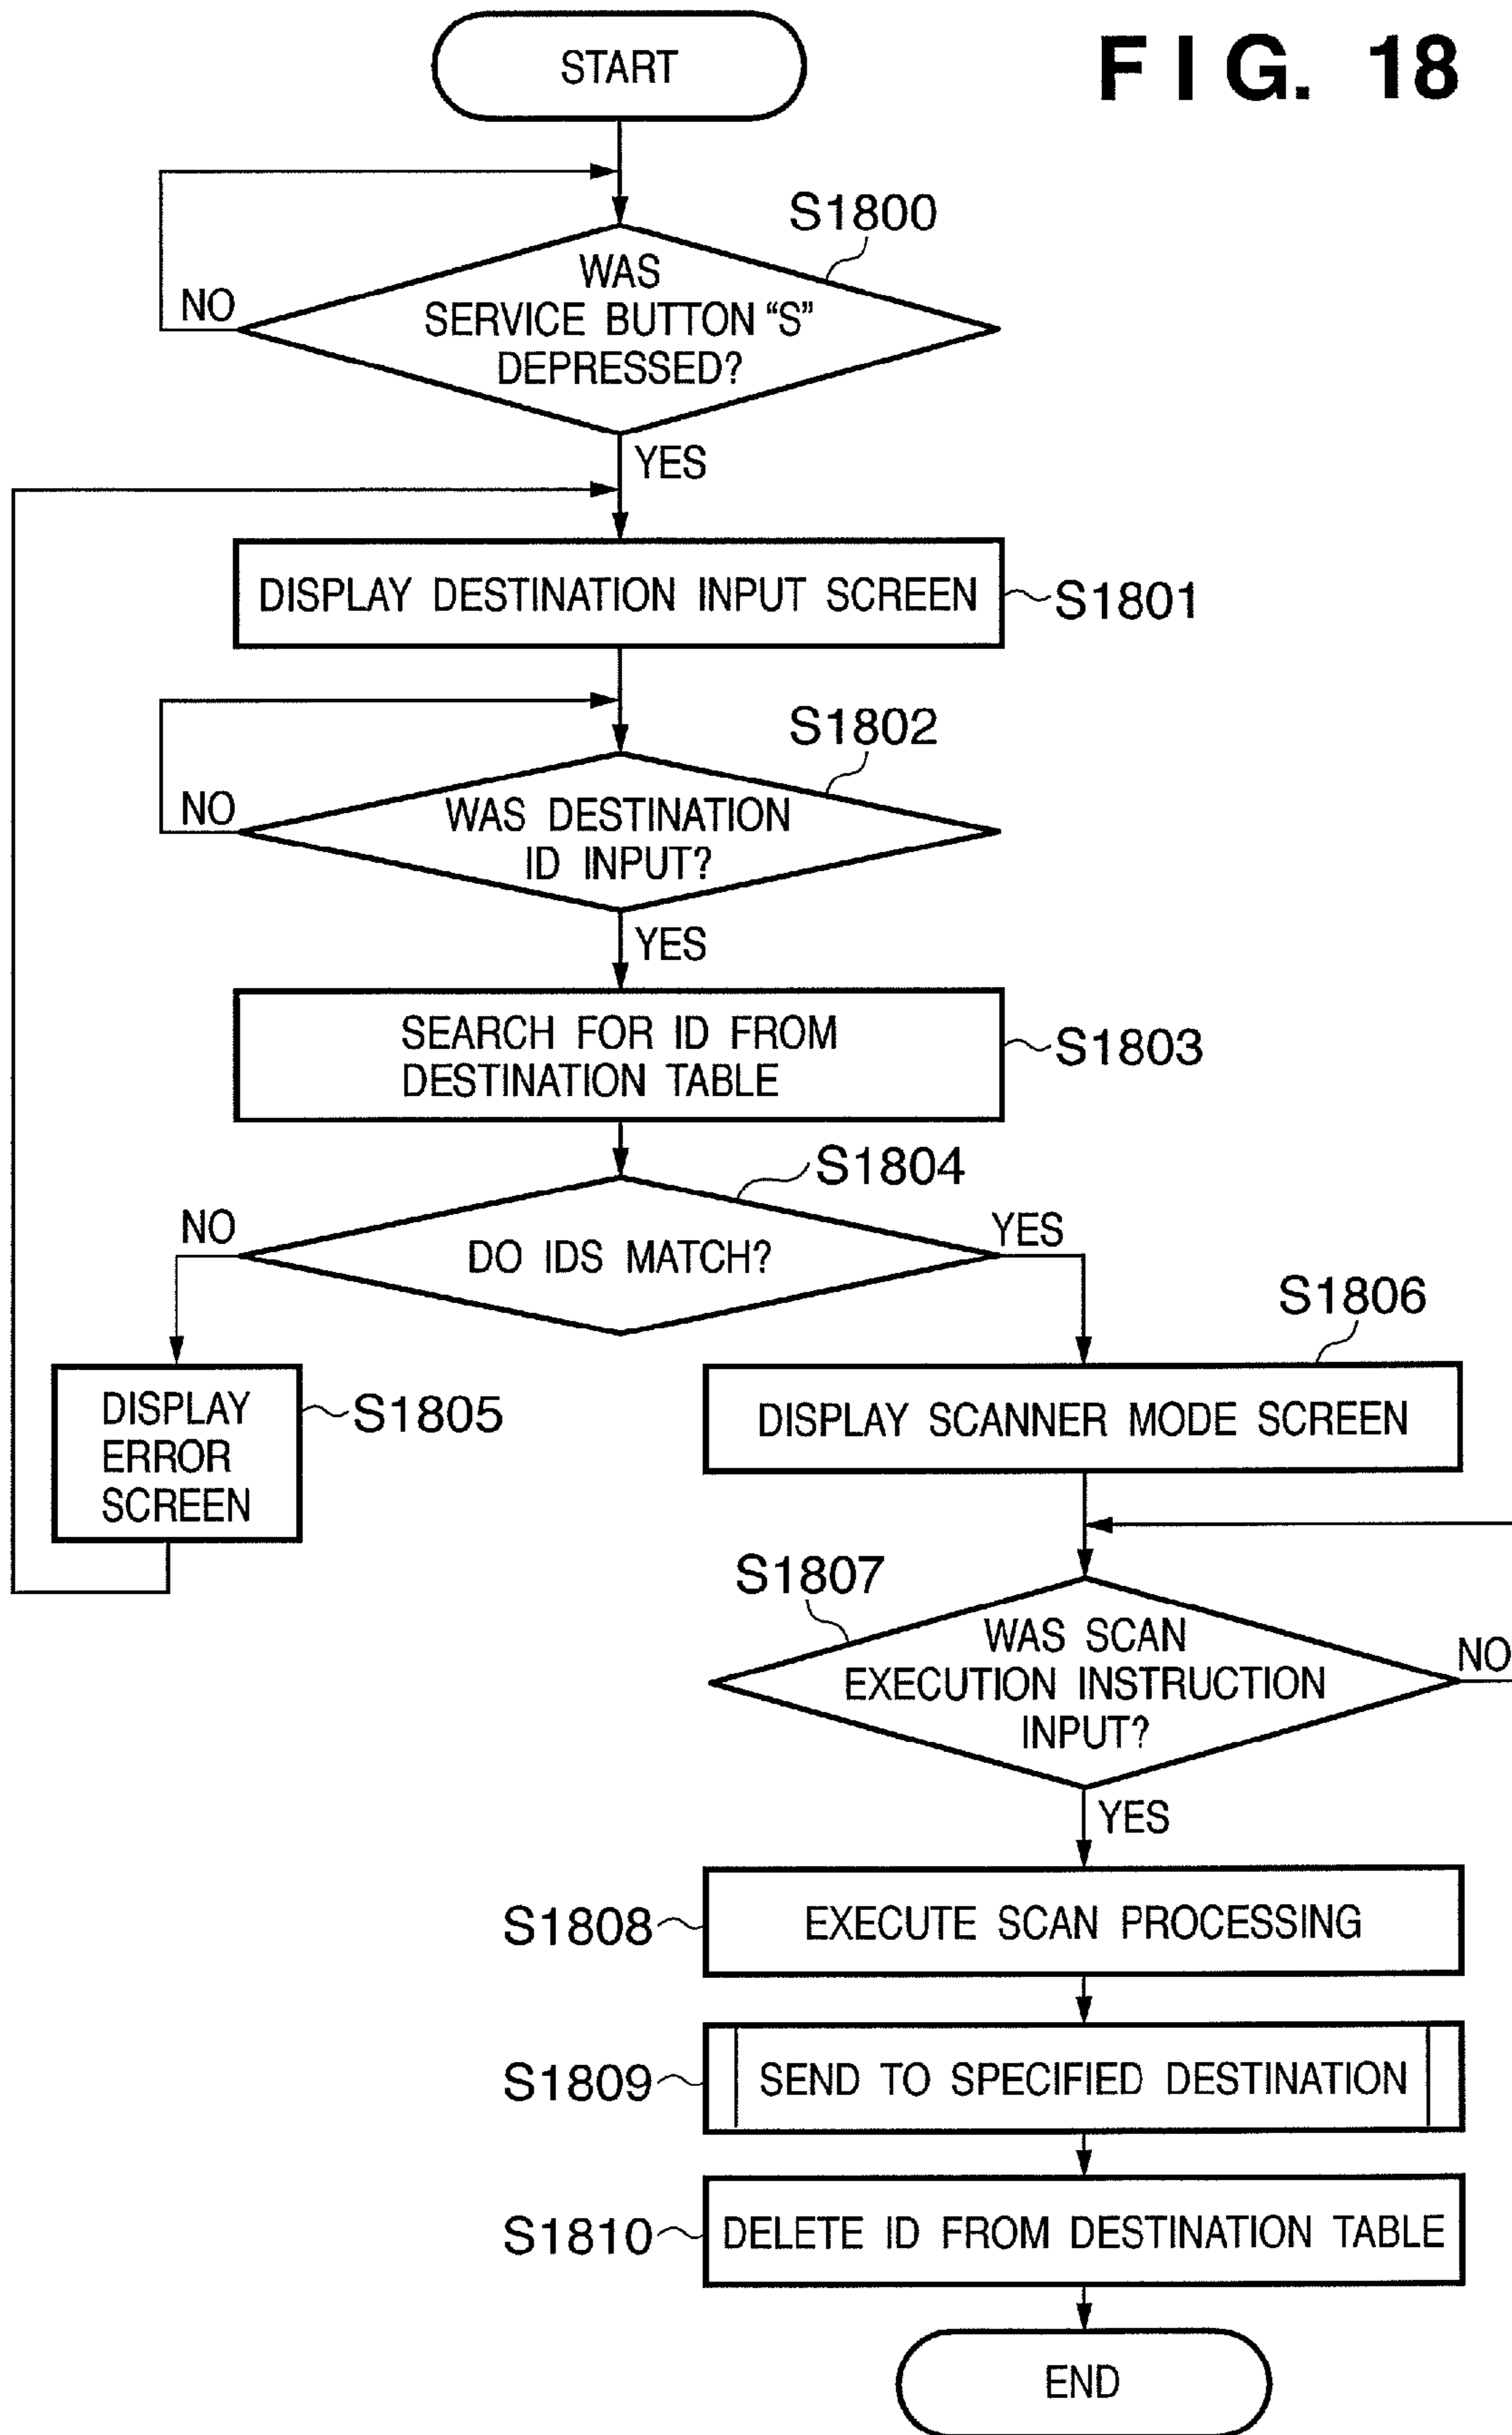 FIG. 18
START
S1800
WAS
SERVICE BUTTON “S”
DEPRESSED?
NO
YES
DISPLAY DESTINATION INPUT SCREEN
S1801
S1802
WAS DESTINATION
ID INPUT?
NO
YES
SEARCH FOR ID FROM
DESTINATION TABLE
S1803
S1804
DO IDS MATCH?
NO
YES
DISPLAY
ERROR
SCREEN
S1805
S1806
DISPLAY SCANNER MODE SCREEN
S1807
WAS SCAN
EXECUTION INSTRUCTION
INPUT?
NO
YES
S1808
EXECUTE SCAN PROCESSING
S1809
SEND TO SPECIFIED DESTINATION
S1810
DELETE ID FROM DESTINATION TABLE
END